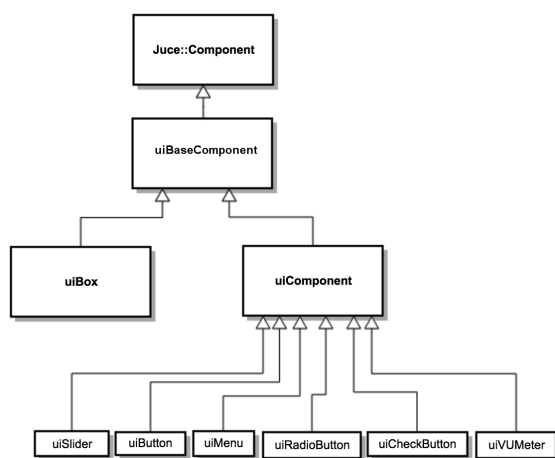 Juce::Component
uiBaseComponent
uiBox
uiComponent
uiSlider
uiButton
uiMenu
uiRadioButton
uiCheckButton
uiVUMeter